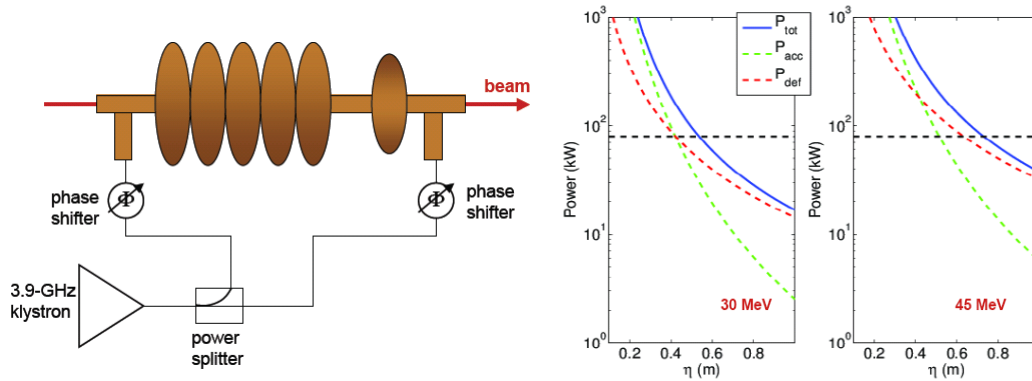 beam
phase
shifter
Φ
phase
shifter
Φ
3.9-GHz
klystron
power
splitter
Power (kW)
10³
10²
10¹
10⁰
0.2 0.4 0.6 0.8
η (m)
P_tot
P_acc
P_def
30 MeV
Power (kW)
10³
10²
10¹
10⁰
0.2 0.4 0.6 0.8
η (m)
45 MeV